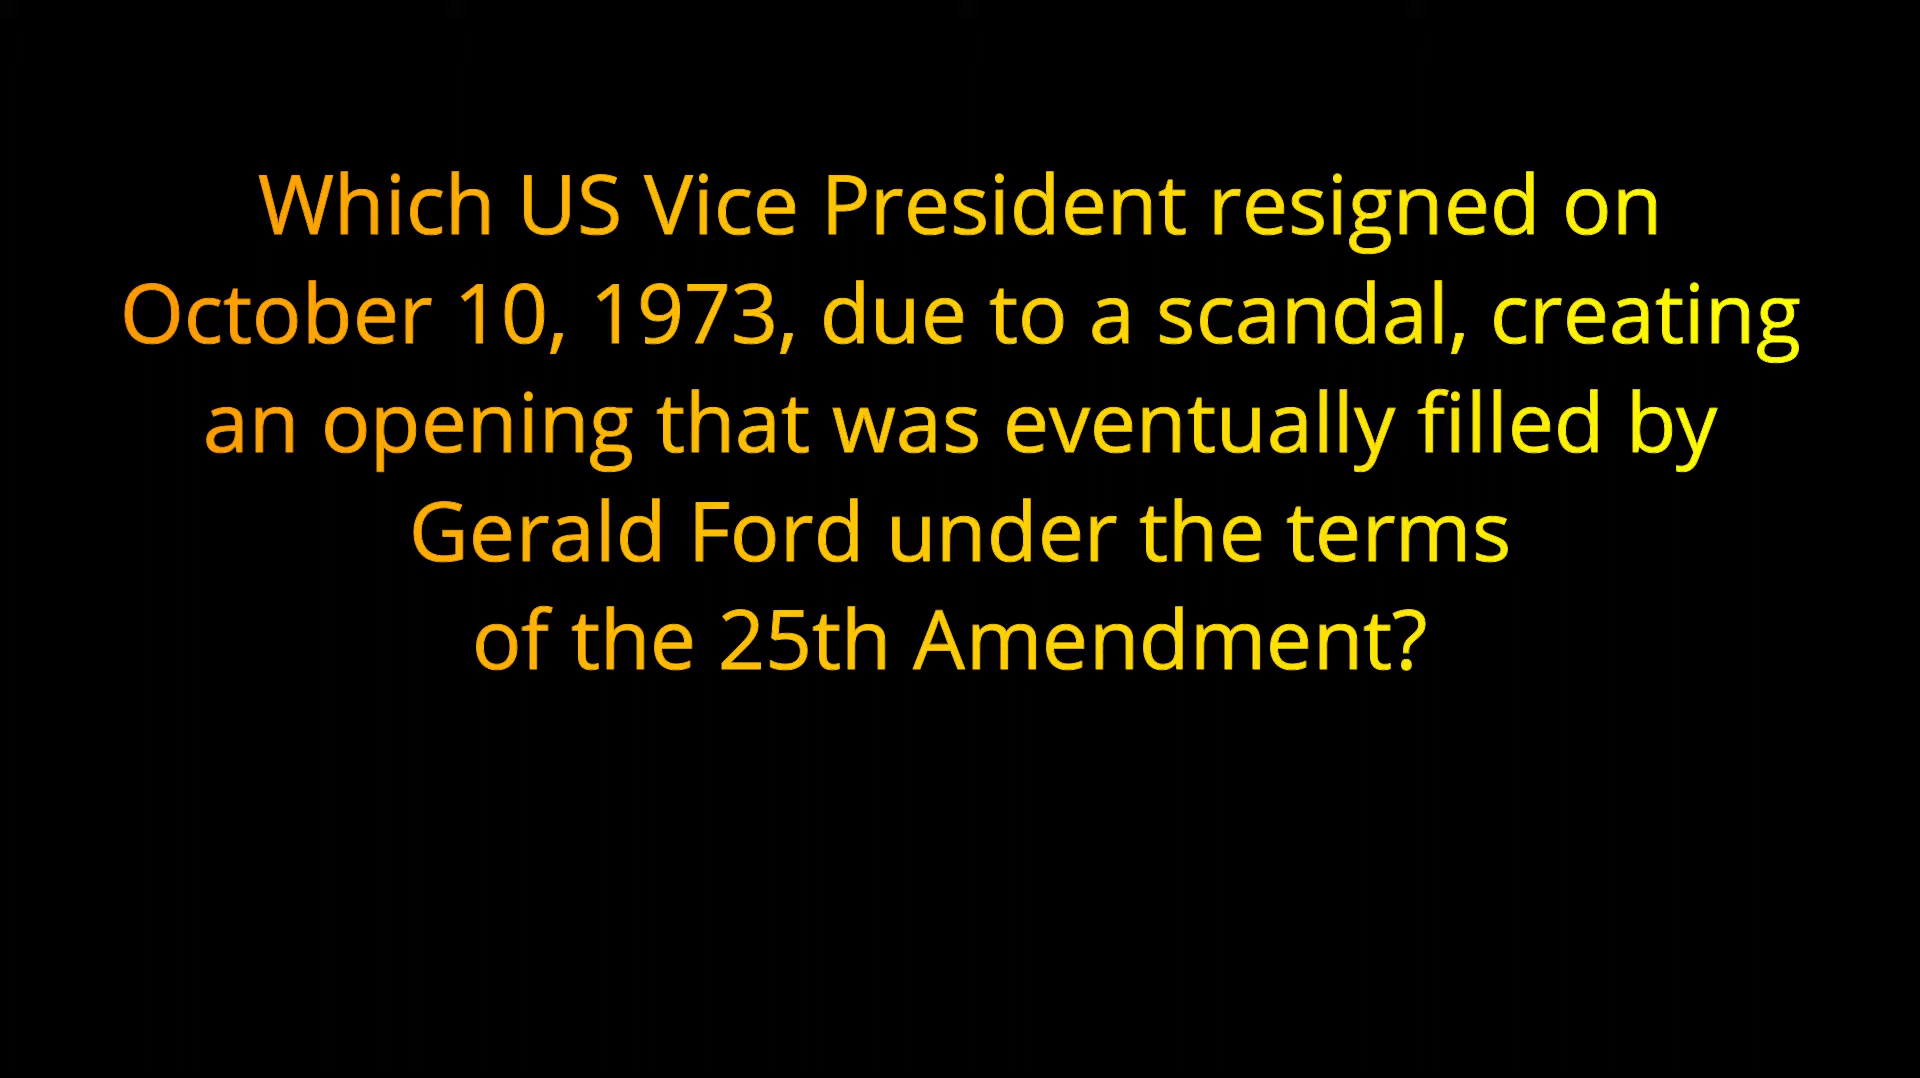 Which US Vice President resigned on
October 10, 1973, due to a scandal, creating
an opening that was eventually filled by
Gerald Ford under the terms
of the 25th Amendment?